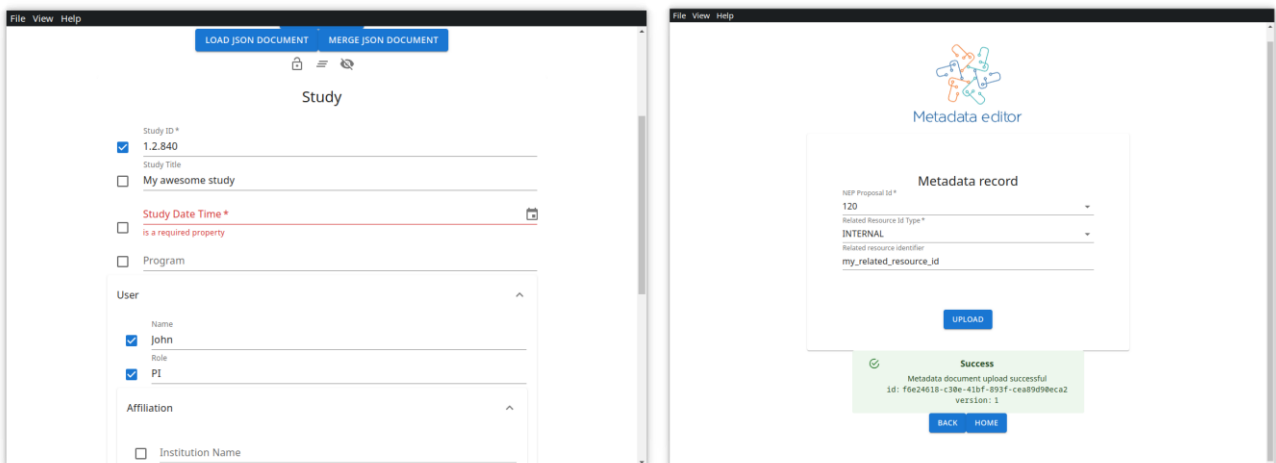 File View Help
LOAD JSON DOCUMENT MERGE JSON DOCUMENT
Study
Study ID *
1.2.840
Study Title
My awesome study
Study Date Time *
is a required property
Program
User
Name
John
Role
PI
Affiliation
Institution Name
File View Help
Metadata editor
Metadata record
NEP Proposal Id *
120
Related Resource Id Type *
INTERNAL
Related resource identifier
my_related_resource_id
UPLOAD
Success
Metadata document upload successful
id: f6e24618-c30e-41bf-893f-cea89d90eca2
version: 1
BACK HOME